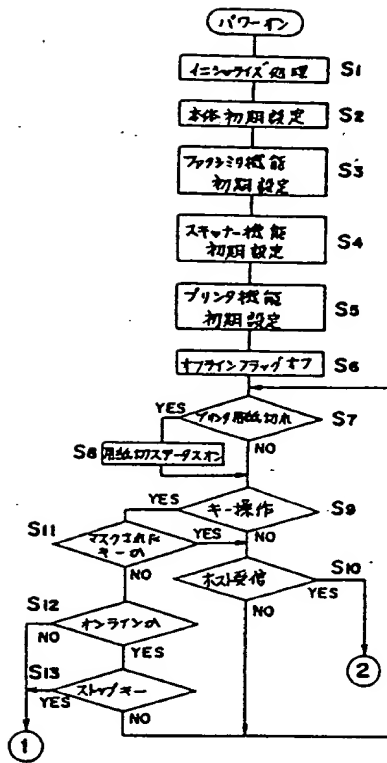 パワーオン
イニシャライズ処理 S1
本体初期設定 S2
ファクシミリ機能
初期設定 S3
スキャナー機能
初期設定 S4
プリンタ機能
初期設定 S5
オフラインフラグオフ S6
YES プリンタ用紙切れ S7
S8 用紙切ステータスオン NO
YES キー操作 S9
S11 マスクされた
キーか YES NO S10
NO ホスト受信 YES
S12 NO
オンラインか
NO YES 2
S13
ストップキー
YES NO
1